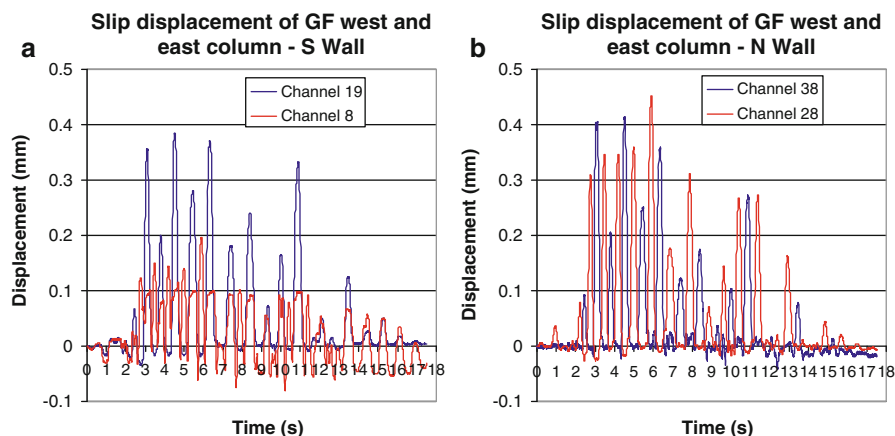 Slip displacement of GF west and
east column - S Wall
a
0.5
0.4
0.3
0.2
0.1
0
-0.1
Displacement (mm)
Channel 19
Channel 8
0 1 2 3 4 5 6 7 8 9 10 11 12 13 14 15 16 17 18
Time (s)
Slip displacement of GF west and
east column - N Wall
b
0.5
0.4
0.3
0.2
0.1
0
-0.1
Displacement (mm)
Channel 38
Channel 28
0 1 2 3 4 5 6 7 8 9 10 11 12 13 14 15 16 17 18
Time (s)